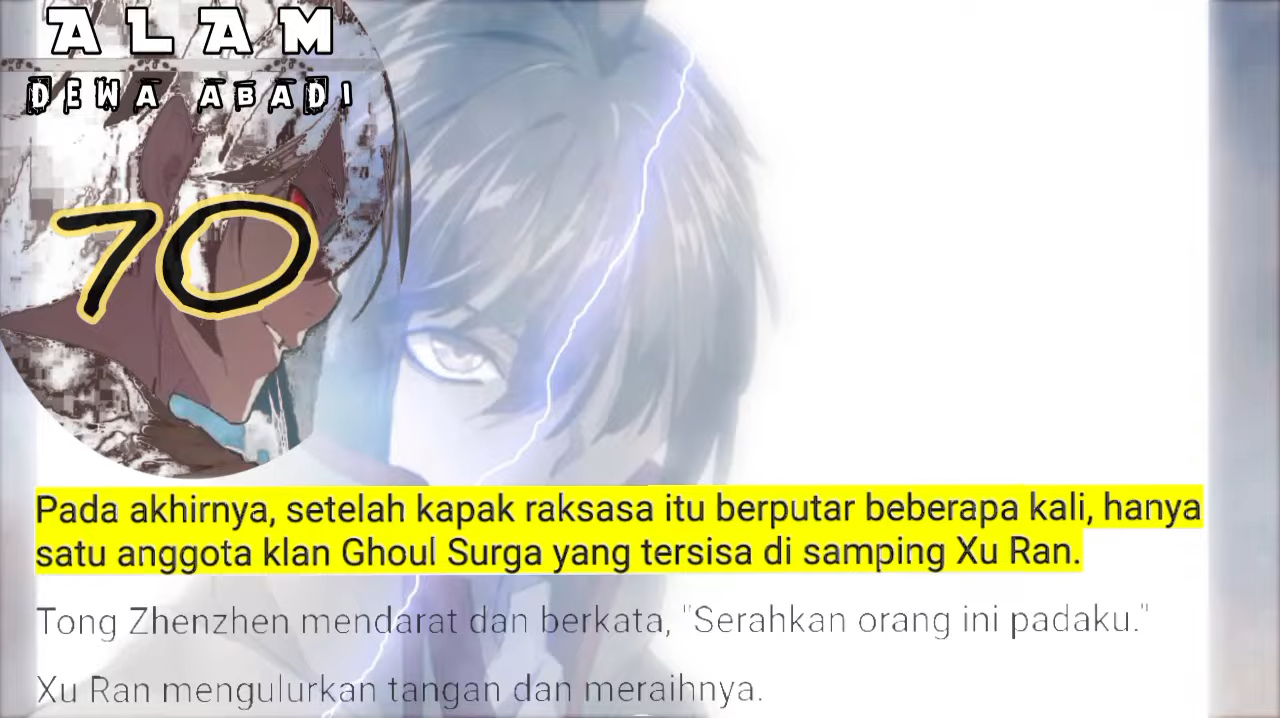 ALAM
DEWA ABADI
70
Pada akhirnya, setelah kapak raksasa itu berputar beberapa kali, hanya
satu anggota klan Ghoul Surga yang tersisa di samping Xu Ran.
Tong Zhenzhen mendarat dan berkata, "Serahkan orang ini padaku."
Xu Ran mengulurkan tangan dan meraihnya.